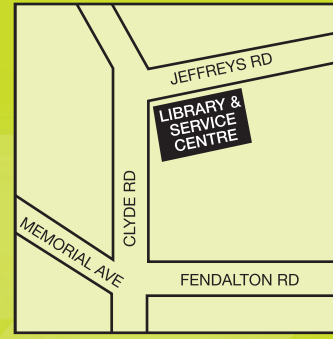 JEFFREYS RD
LIBRARY &
SERVICE
CENTRE
CLYDE RD
MEMORIAL AVE
FENDALTON RD